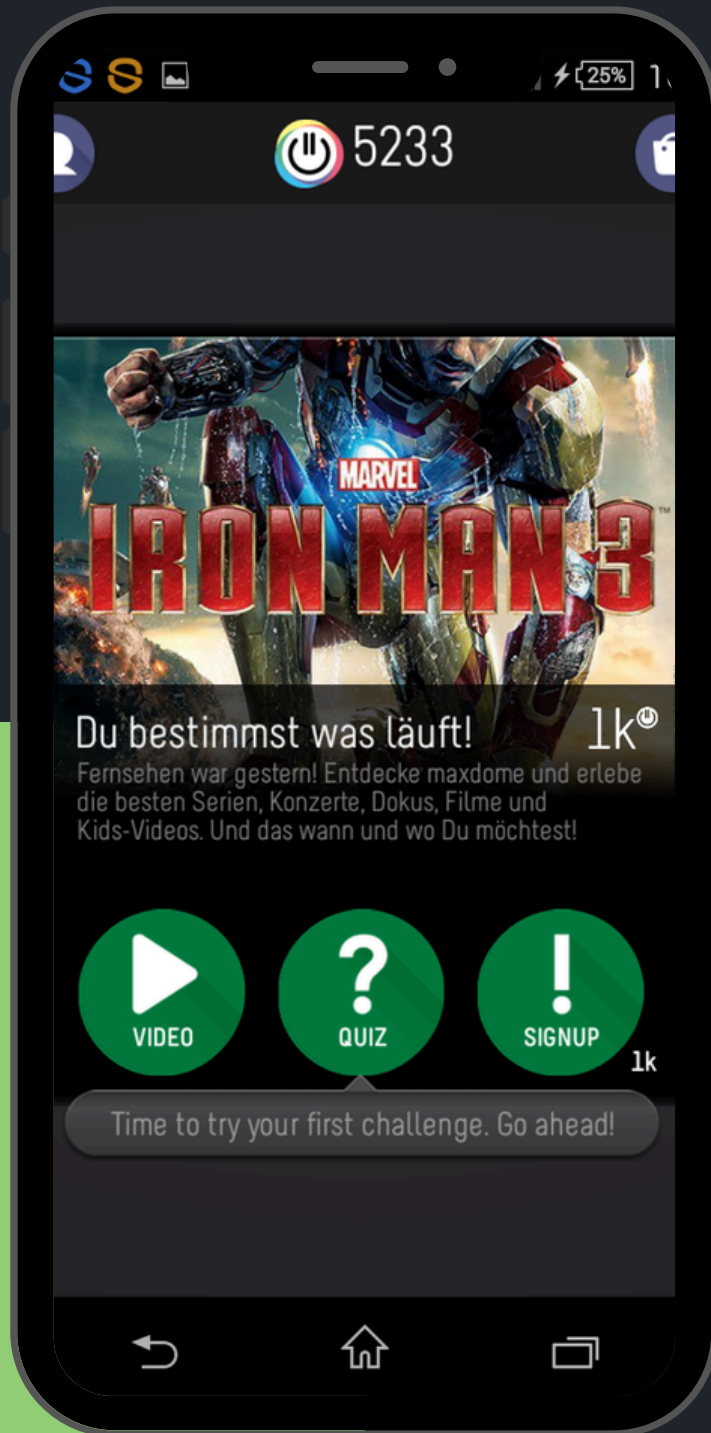 25%
5233
MARVEL
IRON MAN 3™
Du bestimmst was läuft!
1k
Fernsehen war gestern! Entdecke maxdome und erlebe
die besten Serien, Konzerte, Dokus, Filme und
Kids-Videos. Und das wann und wo Du möchtest!
VIDEO
QUIZ
SIGNUP
1k
Time to try your first challenge. Go ahead!